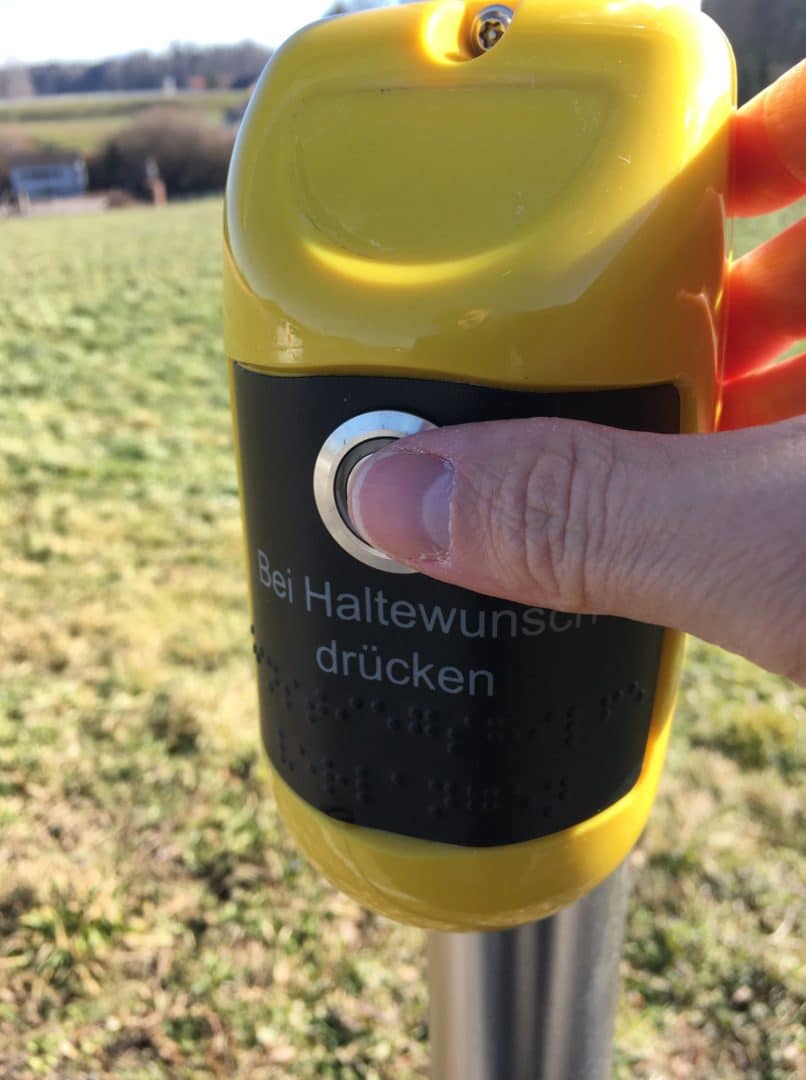 Bei Haltewunsch
drücken